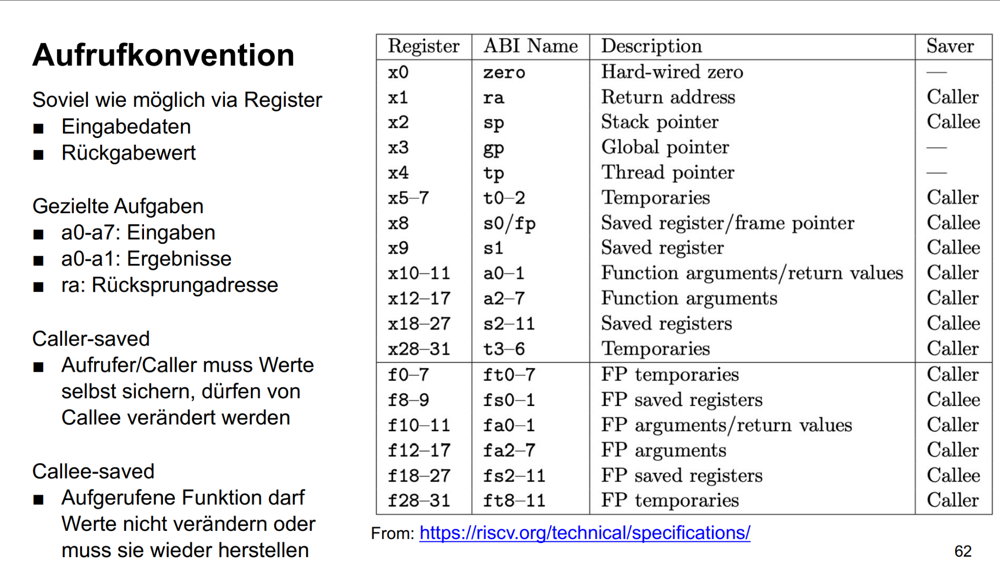 Aufrufkonvention
Soviel wie möglich via Register
■ Eingabedaten
■ Rückgabewert
Gezielte Aufgaben
■ a0-a7: Eingaben
■ a0-a1: Ergebnisse
■ ra: Rücksprungadresse
Caller-saved
■ Aufrufer/Caller muss Werte
selbst sichern, dürfen von
Callee verändert werden
Callee-saved
■ Aufgerufene Funktion darf
Werte nicht verändern oder
muss sie wieder herstellen
Register ABI Name Description Saver
x0 zero Hard-wired zero —
x1 ra Return address Caller
x2 sp Stack pointer Callee
x3 gp Global pointer —
x4 tp Thread pointer —
x5–7 t0–2 Temporaries Caller
x8 s0/fp Saved register/frame pointer Callee
x9 s1 Saved register Callee
x10–11 a0–1 Function arguments/return values Caller
x12–17 a2–7 Function arguments Caller
x18–27 s2–11 Saved registers Callee
x28–31 t3–6 Temporaries Caller
f0–7 ft0–7 FP temporaries Caller
f8–9 fs0–1 FP saved registers Callee
f10–11 fa0–1 FP arguments/return values Caller
f12–17 fa2–7 FP arguments Caller
f18–27 fs2–11 FP saved registers Callee
f28–31 ft8–11 FP temporaries Caller
From: https://riscv.org/technical/specifications/
62